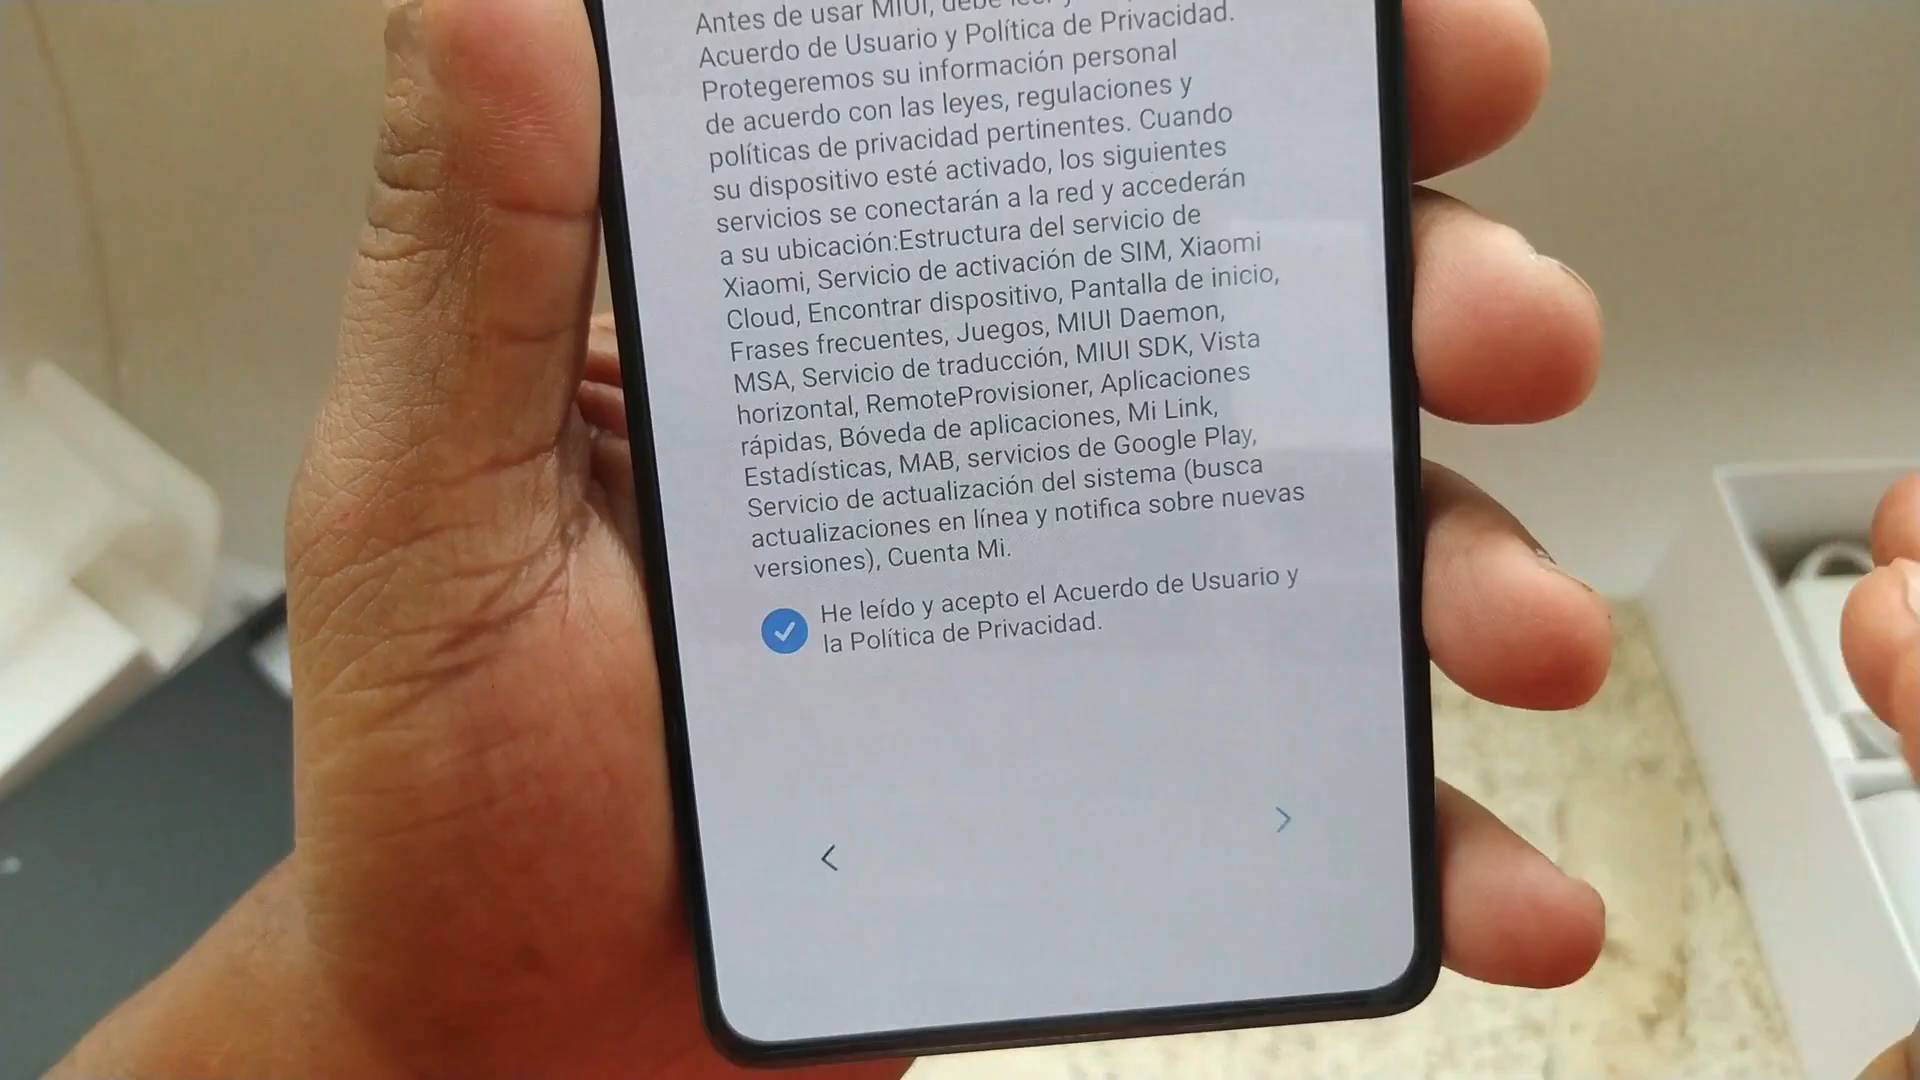 Antes de usar MIUI, debe
Acuerdo de Usuario y Política de Privacidad.
Protegeremos su información personal
de acuerdo con las leyes, regulaciones y
políticas de privacidad pertinentes. Cuando
su dispositivo esté activado, los siguientes
servicios se conectarán a la red y accederán
a su ubicación:Estructura del servicio de
Xiaomi, Servicio de activación de SIM, Xiaomi
Cloud, Encontrar dispositivo, Pantalla de inicio,
Frases frecuentes, Juegos, MIUI Daemon,
MSA, Servicio de traducción, MIUI SDK, Vista
horizontal, RemoteProvisioner, Aplicaciones
rápidas, Bóveda de aplicaciones, Mi Link,
Estadísticas, MAB, servicios de Google Play,
Servicio de actualización del sistema (busca
actualizaciones en línea y notifica sobre nuevas
versiones), Cuenta Mi.
He leído y acepto el Acuerdo de Usuario y
la Política de Privacidad.